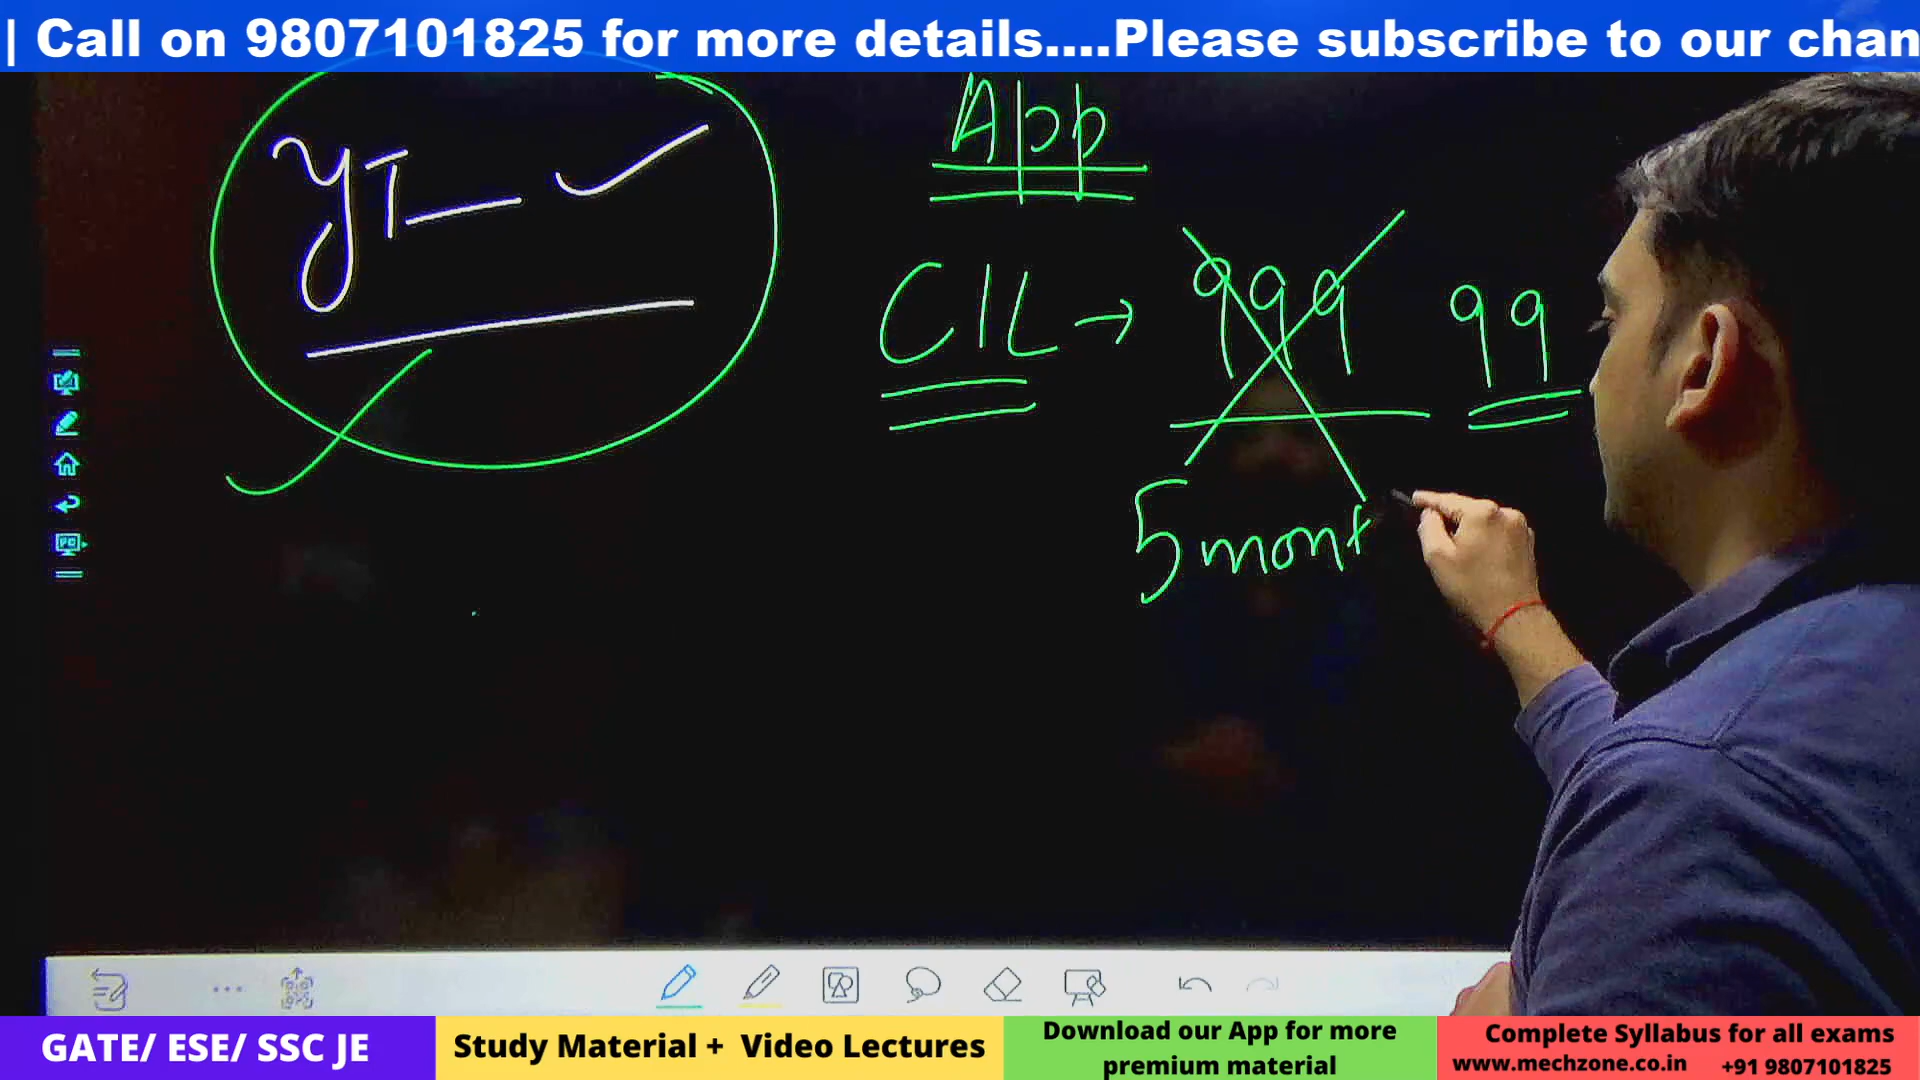 | Call on 9807101825 for more details....Please subscribe to our chan
YT
App
CIL → 999 99
5 mont
GATE/ ESE/ SSC JE
Study Material + Video Lectures
Download our App for more
premium material
Complete Syllabus for all exams
www.mechzone.co.in +91 9807101825